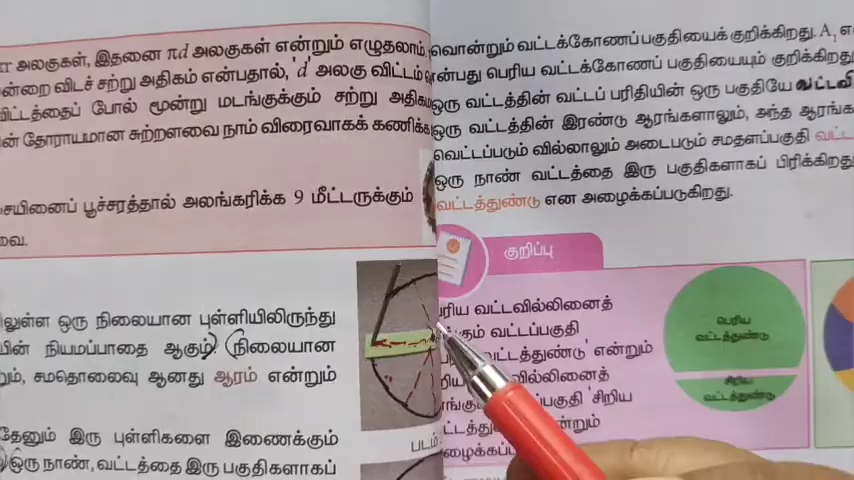 அலகுகள், இதனை πd அலகுகள் என்றும் எழுதலாம்,
விடச் சற்று அதிகம் என்பதால், 'd' அலகு விட்டம்
போல் மூன்று மடங்குக்கும் சற்று அதிக
தோராயமான சுற்றளவை நாம் விரைவாகக் கணிக்க
பூச்சரத்தால் அலங்கரிக்க 9 மீட்டருக்கும்
ஒரு நிலையான புள்ளியிலிருந்து
நியமப்பாதை ஆகும். நிலையான
சமதொலைவு ஆனது ஆரம் என்றும்
இரு புள்ளிகளை இணைக்கும்
ஒரு நாண், வட்டத்தை இரு பகுதிகளாகப்
படம்
வட்டக்கோணப்பகுதியைக் குறிக்கிறது. A₁
பெரிய வட்டக்கோணப் பகுதியையும் குறிக்கிறது
ஒரு வட்டத்தின் வட்டப் பரிதியின் ஒரு பகுதியே வட்டவி
ஒரு வட்டத்தின் இரண்டு ஆரங்களாலும், அந்த ஆரங்க
வெட்டப்படும் வில்லாலும் அடைபடும் சமதளப்பகுதி வட்ட
ஒரு நாண் வட்டத்தை இரு பகுதிகளாகப் பிரிக்கிறது
வட்டத்துண்டு என அழைக்கப்படுகிறது.
குறிப்பு
வட்டவில்லினைத்
வட்டப்பகுதி
வட்டத்துண்டு' என்றும்
வில்லினைத்
'சிறிய
பெரிய
வட்டத்துண்டு
சிறிய
வட்டத்துண்டு